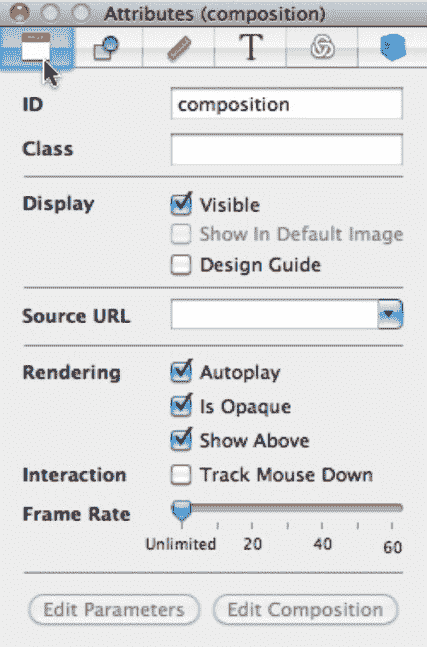 Attributes (composition)
T
ID composition
Class
Display Visible
Show In Default Image
Design Guide
Source URL
Rendering Autoplay
Is Opaque
Show Above
Interaction Track Mouse Down
Frame Rate
Unlimited 20 40 60
Edit Parameters Edit Composition